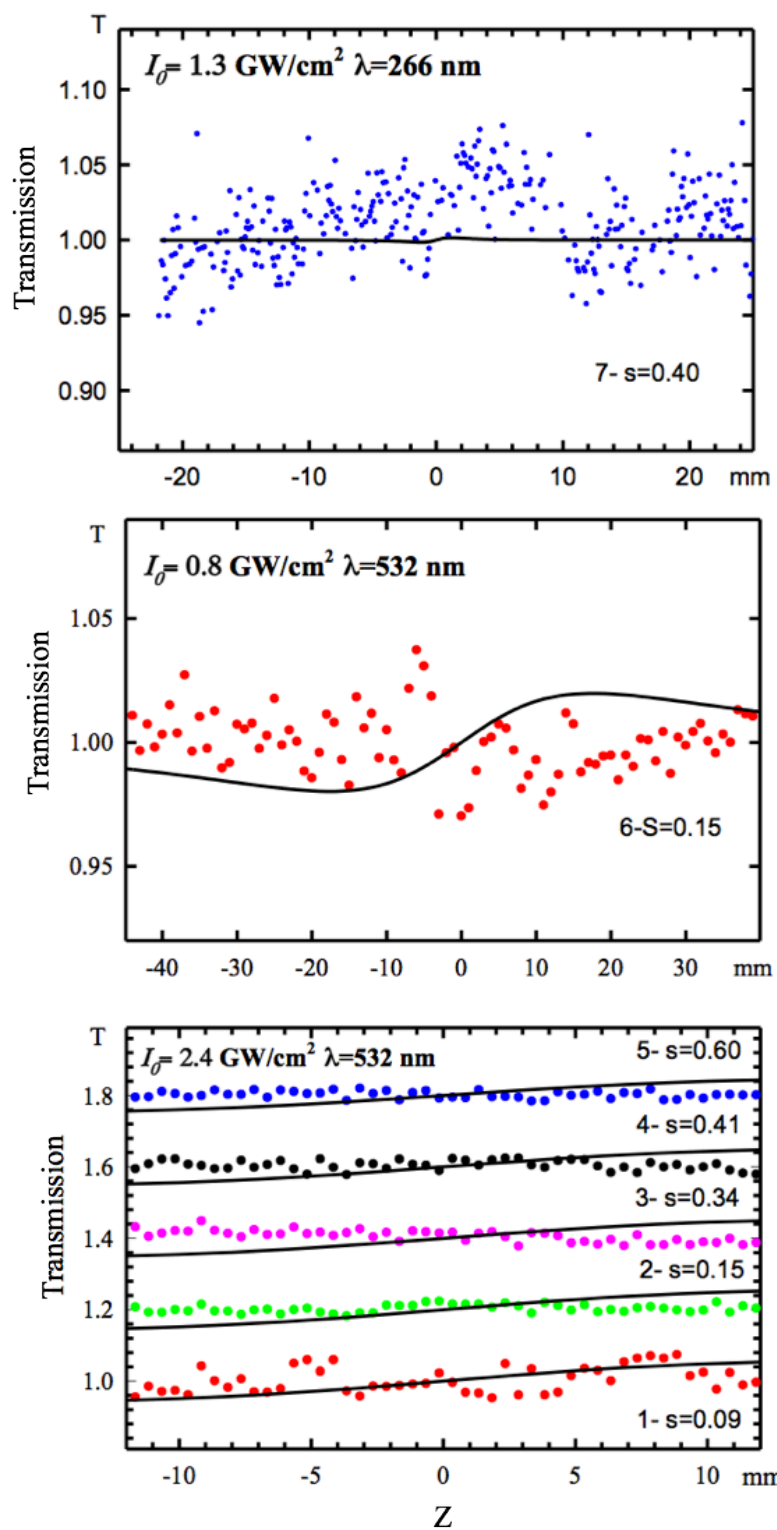 T
I₀= 1.3 GW/cm² λ=266 nm
1.10
1.05
1.00
0.95
0.90
Transmission
7- s=0.40
-20 -10 0 10 20 mm
T
I₀= 0.8 GW/cm² λ=532 nm
1.05
1.00
0.95
Transmission
6-S=0.15
-40 -30 -20 -10 0 10 20 30 mm
T
I₀= 2.4 GW/cm² λ=532 nm
5- s=0.60
1.8
4- s=0.41
1.6
3- s=0.34
1.4
2- s=0.15
1.2
1.0
1- s=0.09
Transmission
-10 -5 0 5 10 mm
Z